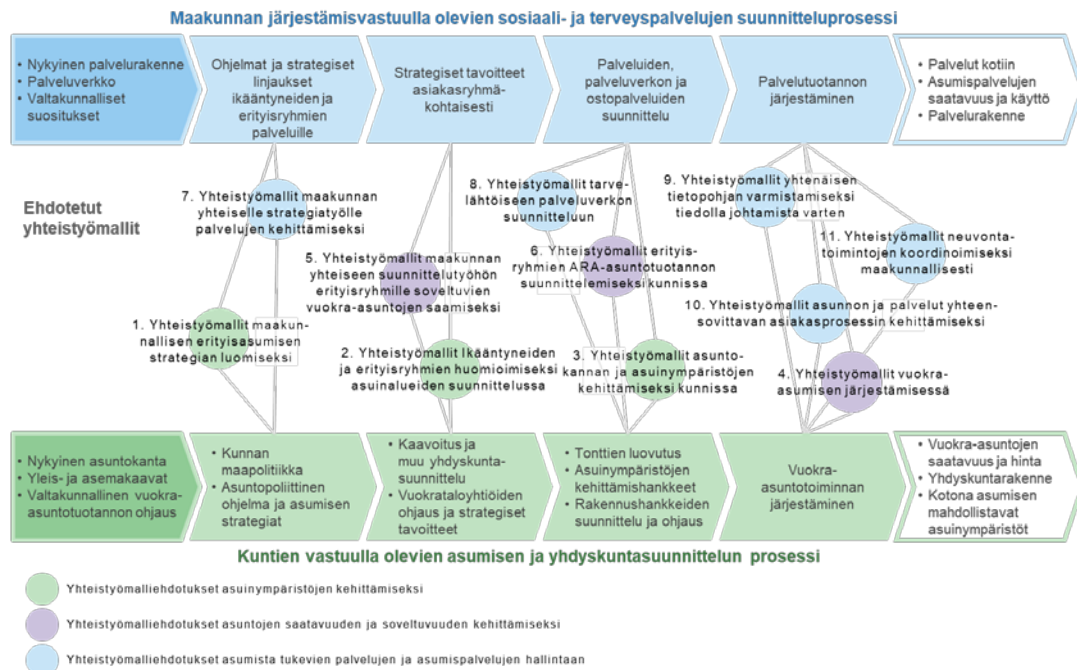 Maakunnan järjestämisvastuulla olevien sosiaali- ja terveyspalvelujen suunnitteluprosessi
• Nykyinen palvelurakenne
• Palveluverkko
• Valtakunnalliset
suositukset
Ohjelmat ja strategiset
linjaukset
ikääntyneiden ja
erityisryhmien
palveluille
Strategiset tavoitteet
asiakasryhmä-
kohtaisesti
Palveluiden,
palveluverkon ja
ostopalveluiden
suunnittelu
Palvelutuotannon
järjestäminen
• Palvelut kotiin
• Asumispalvelujen
saatavuus ja käyttö
• Palvelurakenne
Ehdotetut
yhteistyömallit
7. Yhteistyömallit maakunnan
yhteiselle strategiatyölle
palvelujen kehittämiseksi
8. Yhteistyömallit tarve-
lähtöiseen palveluverkon
suunnitteluun
9. Yhteistyömallit yhtenäisen
tietopohjan varmistamiseksi
tiedolla johtamista varten
5. Yhteistyömallit maakunnan
yhteiseen suunnittelutyöhön
erityisryhmille soveltuvien
vuokra-asuntojen saamiseksi
6. Yhteistyömallit erityis-
ryhmien ARA-asuntotuotannon
suunnittelemiseksi kunnissa
11. Yhteistyömallit neuvonta-
toimintojen koordinoimiseksi
maakunnallisesti
10. Yhteistyömallit asunnon ja palvelut yhteen-
sovittavan asiakasprosessin kehittämiseksi
1. Yhteistyömallit maakun-
nallisen erityisasumisen
strategian luomiseksi
2. Yhteistyömallit Ikääntyneiden
ja erityisryhmien huomioimiseksi
asuinalueiden suunnittelussa
3. Yhteistyömallit asunto-
kannan ja asuinympäristöjen
kehittämiseksi kunnissa
4. Yhteistyömallit vuokra-
asumisen järjestämisessä
• Nykyinen asuntokanta
• Yleis- ja asemakaavat
• Valtakunnallinen vuokra-
asuntotuotannon ohjaus
• Kunnan
maapolitiikka
• Asuntopoliittinen
ohjelma ja asumisen
strategiat
• Kaavoitus ja
muu yhdyskunta-
suunnittelu
• Vuokrataloyhtiöiden
ohjaus ja strategiset
tavoitteet
• Tonttien luovutus
• Asuinympäristöjen
kehittämishankkeet
• Rakennushankkeiden
suunnittelu ja ohjaus
Vuokra-
asuntotoiminnan
järjestäminen
• Vuokra-asuntojen
saatavuus ja hinta
• Yhdyskuntarakenne
• Kotona asumisen
mahdollistavat
asuinympäristöt
Kuntien vastuulla olevien asumisen ja yhdyskuntasuunnittelun prosessi
Yhteistyömalliehdotukset asuinympäristöjen kehittämiseksi
Yhteistyömalliehdotukset asuntojen saatavuuden ja soveltuvuuden kehittämiseksi
Yhteistyömalliehdotukset asumista tukevien palvelujen ja asumispalvelujen hallintaan